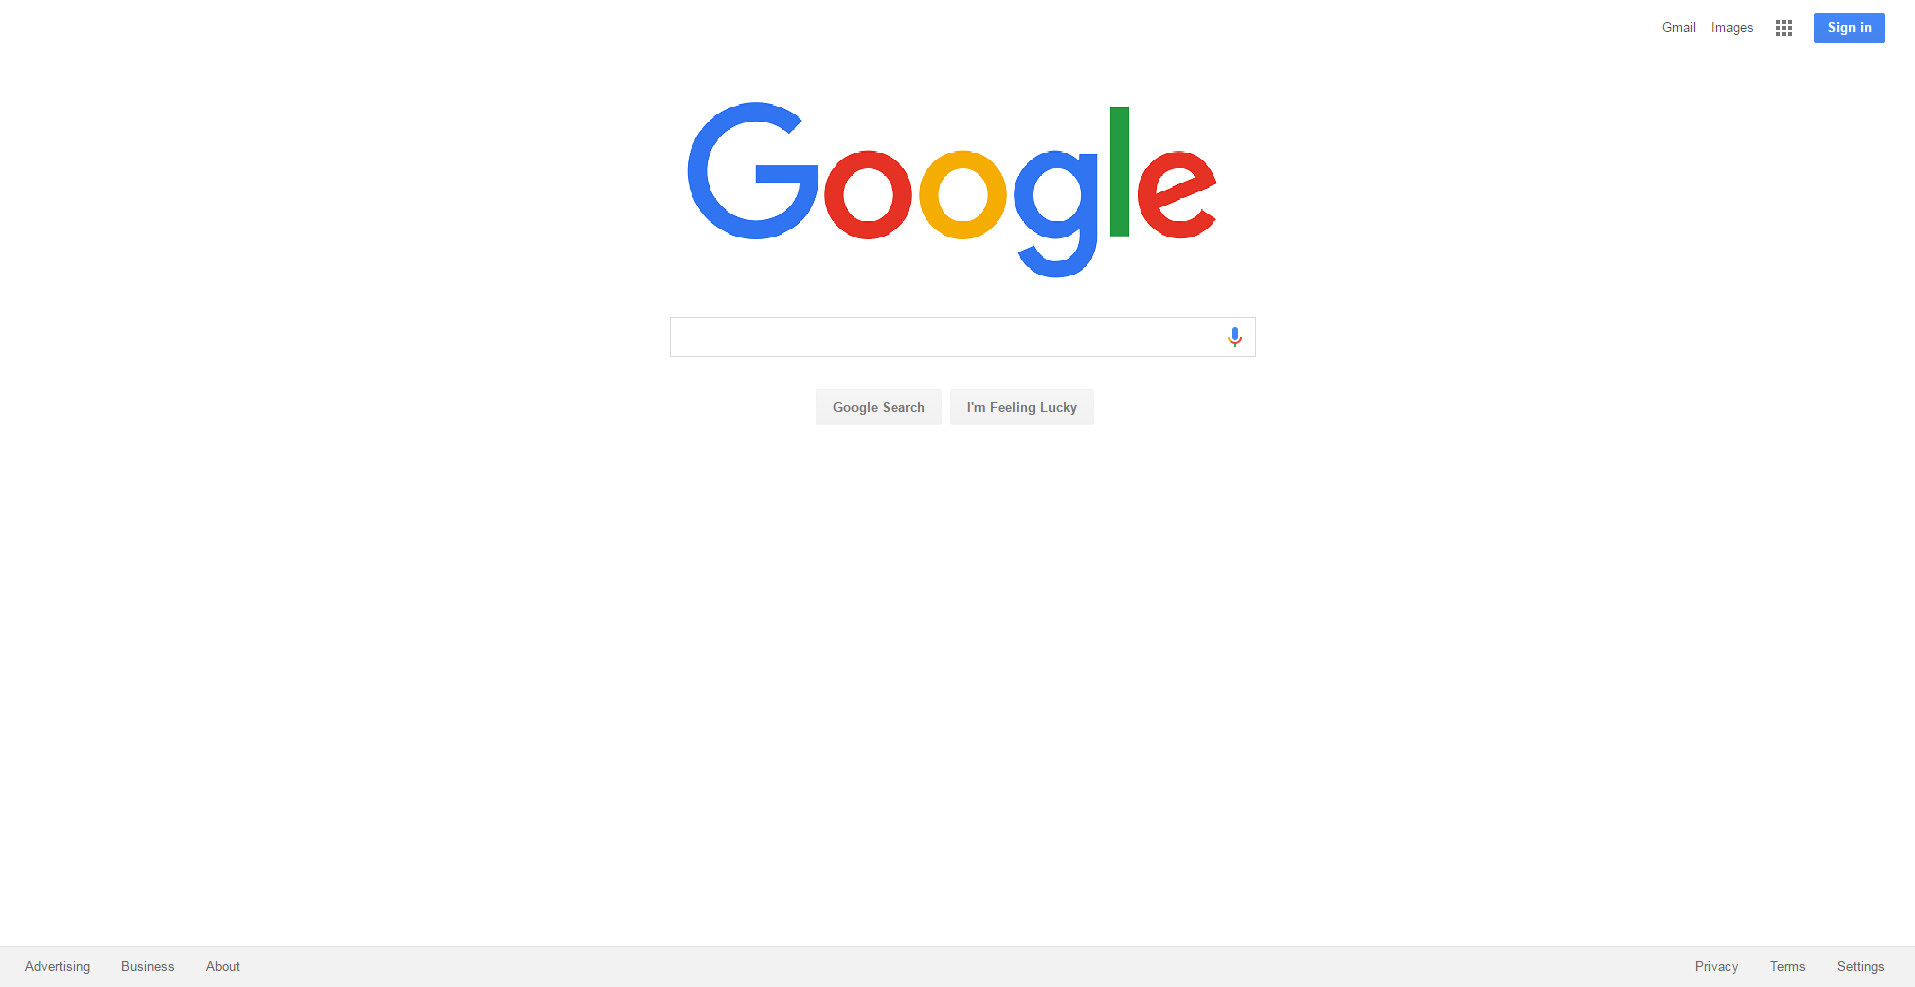 Gmail Images Sign in
Google
Google Search I'm Feeling Lucky
Advertising Business About Privacy Terms Settings